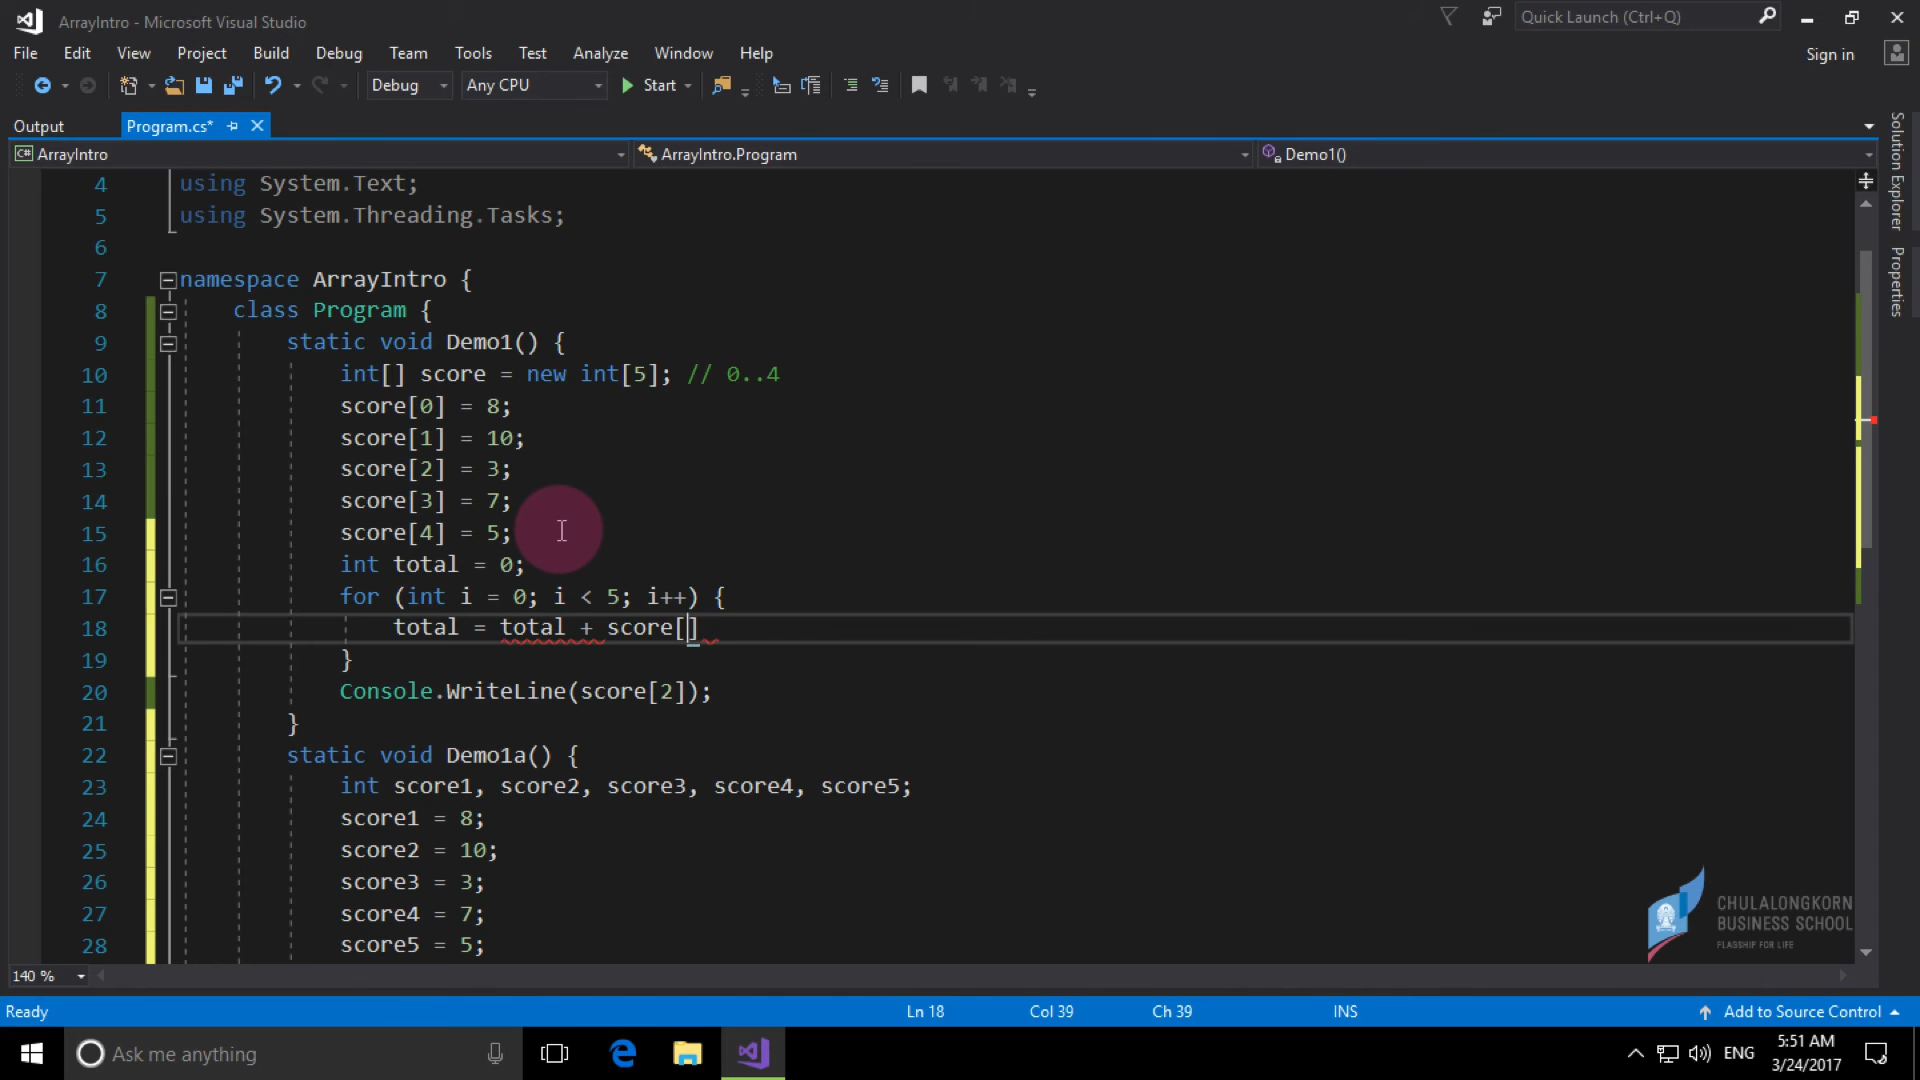 ArrayIntro - Microsoft Visual Studio
Quick Launch (Ctrl+Q)
File Edit View Project Build Debug Team Tools Test Analyze Window Help
Sign in
Debug Any CPU Start
Output Program.cs*
ArrayIntro ArrayIntro.Program Demo1()
Solution Explorer
Properties
4 using System.Text;
5 using System.Threading.Tasks;
6
7 namespace ArrayIntro {
8 class Program {
9 static void Demo1() {
10 int[] score = new int[5]; // 0..4
11 score[0] = 8;
12 score[1] = 10;
13 score[2] = 3;
14 score[3] = 7;
15 score[4] = 5;
16 int total = 0;
17 for (int i = 0; i < 5; i++) {
18 total = total + score[]
19 }
20 Console.WriteLine(score[2]);
21 }
22 static void Demo1a() {
23 int score1, score2, score3, score4, score5;
24 score1 = 8;
25 score2 = 10;
26 score3 = 3;
27 score4 = 7;
28 score5 = 5;
CHULALONGKORN
BUSINESS SCHOOL
FLAGSHIP FOR LIFE
140 %
Ready Ln 18 Col 39 Ch 39 INS Add to Source Control
Ask me anything
ENG
5:51 AM
3/24/2017